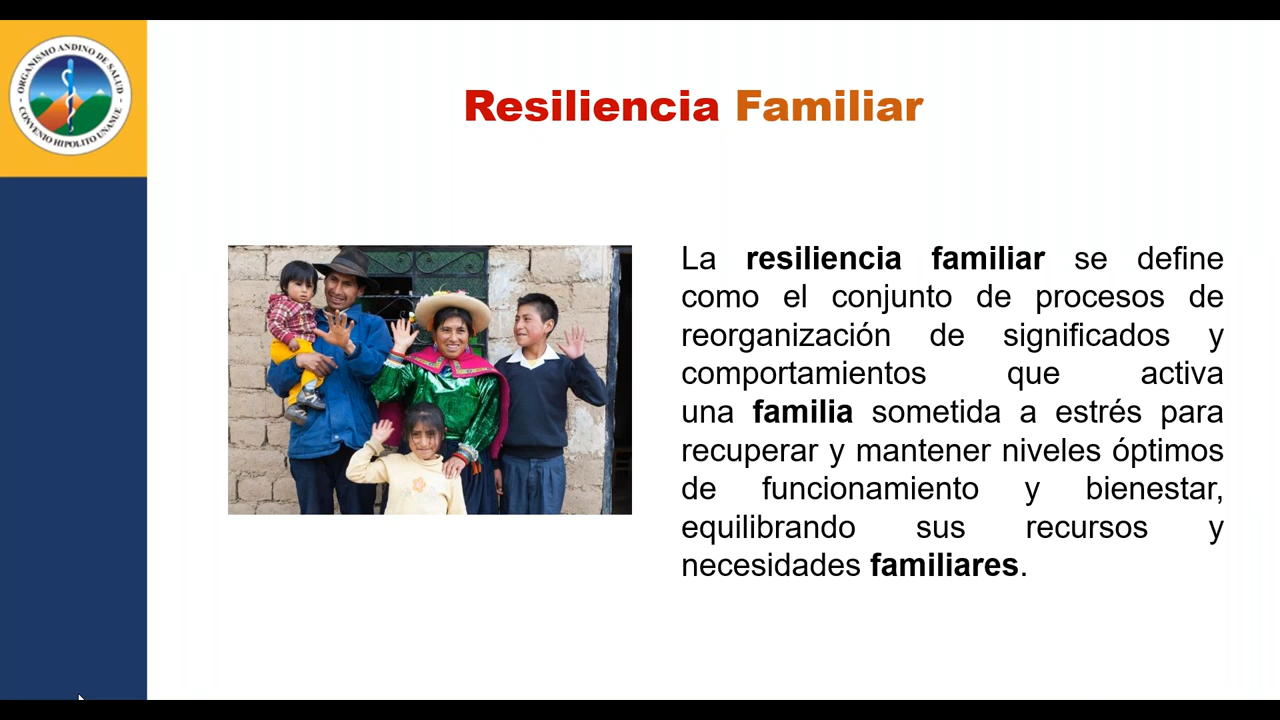 ORGANISMO ANDINO DE SALUD
- CONVENIO HIPOLITO UNANUE -
Resiliencia Familiar
La resiliencia familiar se define
como el conjunto de procesos de
reorganización de significados y
comportamientos que activa
una familia sometida a estrés para
recuperar y mantener niveles óptimos
de funcionamiento y bienestar,
equilibrando sus recursos y
necesidades familiares.